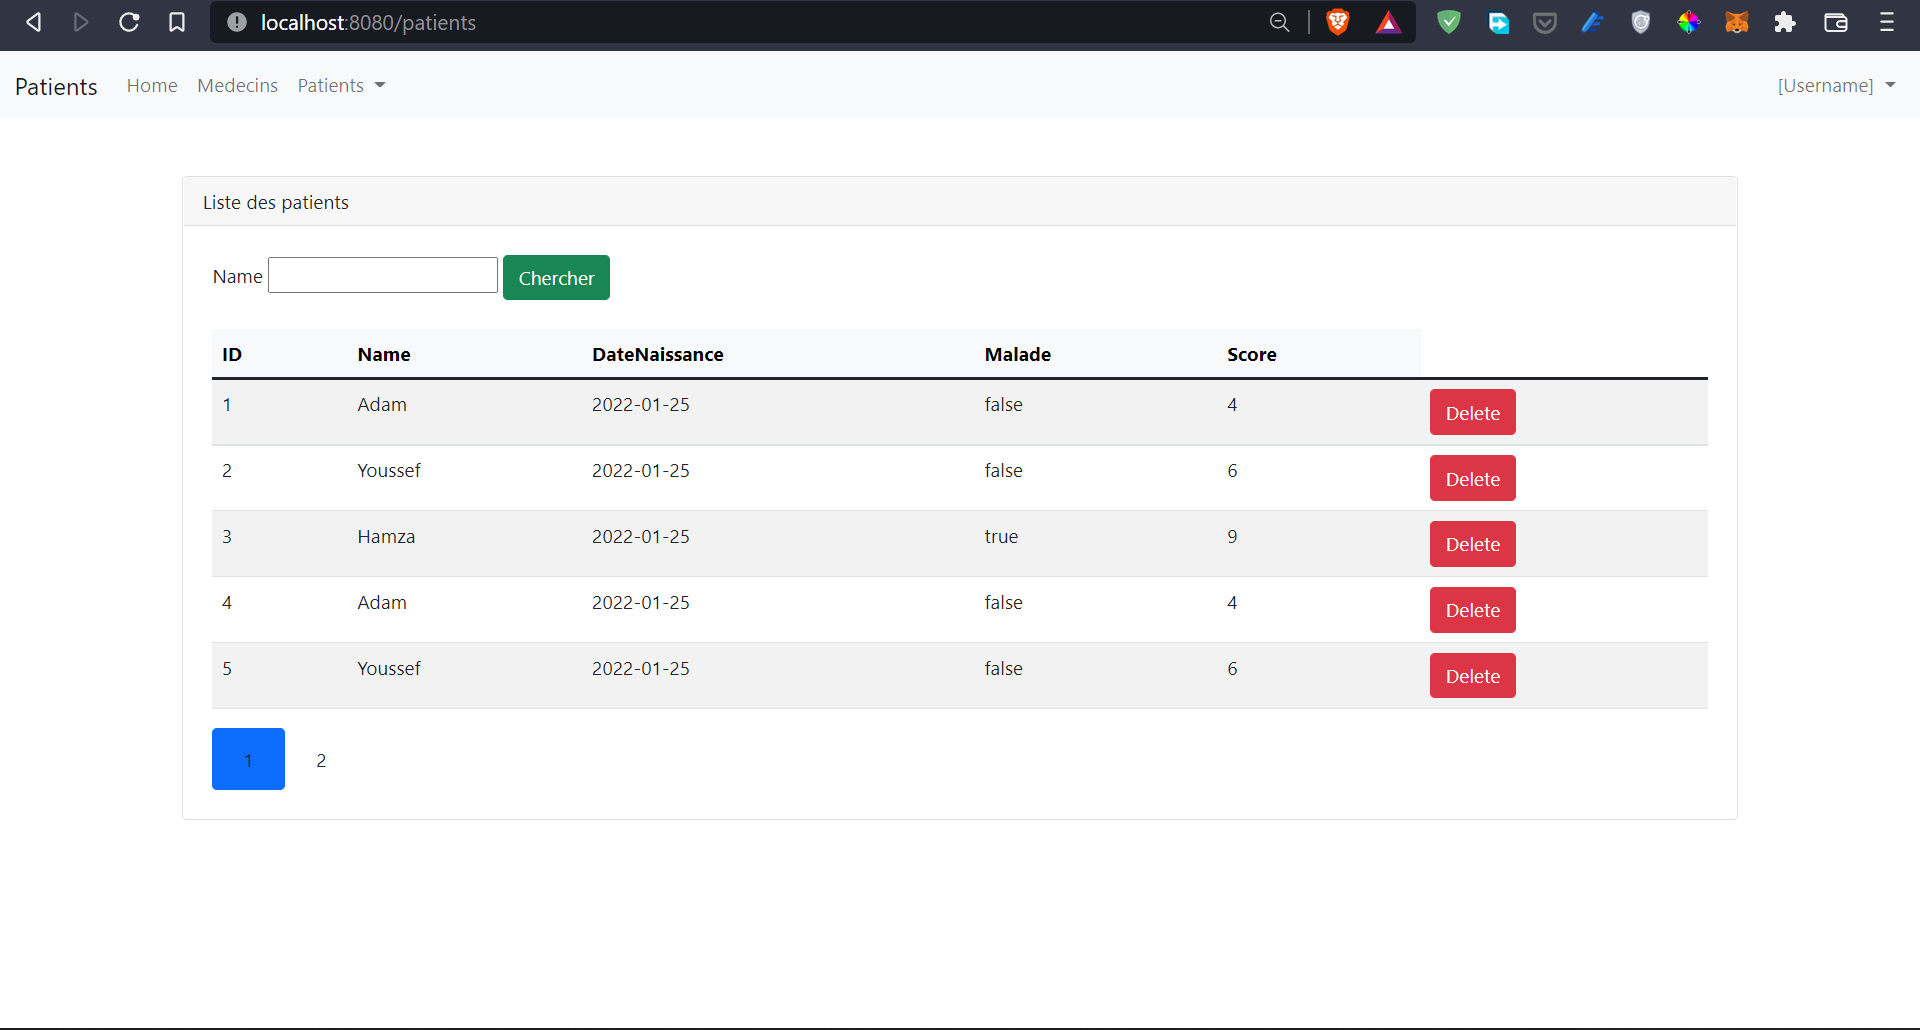 localhost:8080/patients
Patients Home Medecins Patients [Username]
Liste des patients
Name Chercher
ID Name DateNaissance Malade Score
1 Adam 2022-01-25 false 4 Delete
2 Youssef 2022-01-25 false 6 Delete
3 Hamza 2022-01-25 true 9 Delete
4 Adam 2022-01-25 false 4 Delete
5 Youssef 2022-01-25 false 6 Delete
1 2